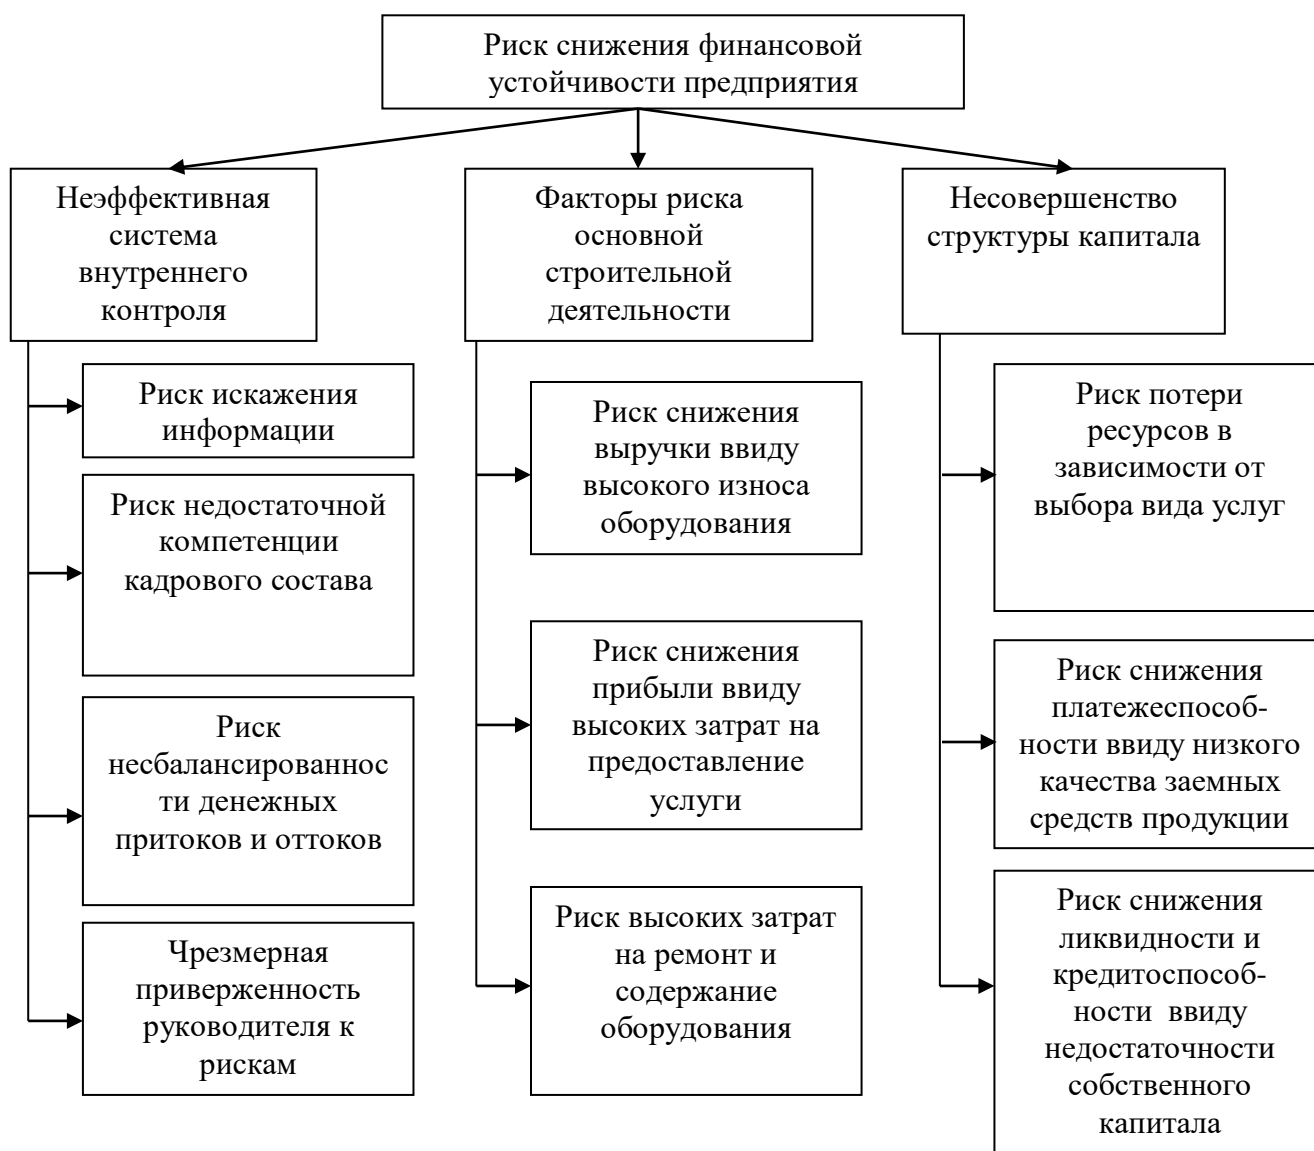 Риск снижения финансовой
устойчивости предприятия
Неэффективная
система
внутреннего
контроля
Риск искажения
информации
Риск недостаточной
компетенции
кадрового состава
Риск
несбалансированнос
ти денежных
притоков и оттоков
Чрезмерная
приверженность
руководителя к
рискам
Факторы риска
основной
строительной
деятельности
Риск снижения
выручки ввиду
высокого износа
оборудования
Риск снижения
прибыли ввиду
высоких затрат на
предоставление
услуги
Риск высоких затрат
на ремонт и
содержание
оборудования
Несовершенство
структуры капитала
Риск потери
ресурсов в
зависимости от
выбора вида услуг
Риск снижения
платежеспособ-
ности ввиду низкого
качества заемных
средств продукции
Риск снижения
ликвидности и
кредитоспособ-
ности ввиду
недостаточности
собственного
капитала